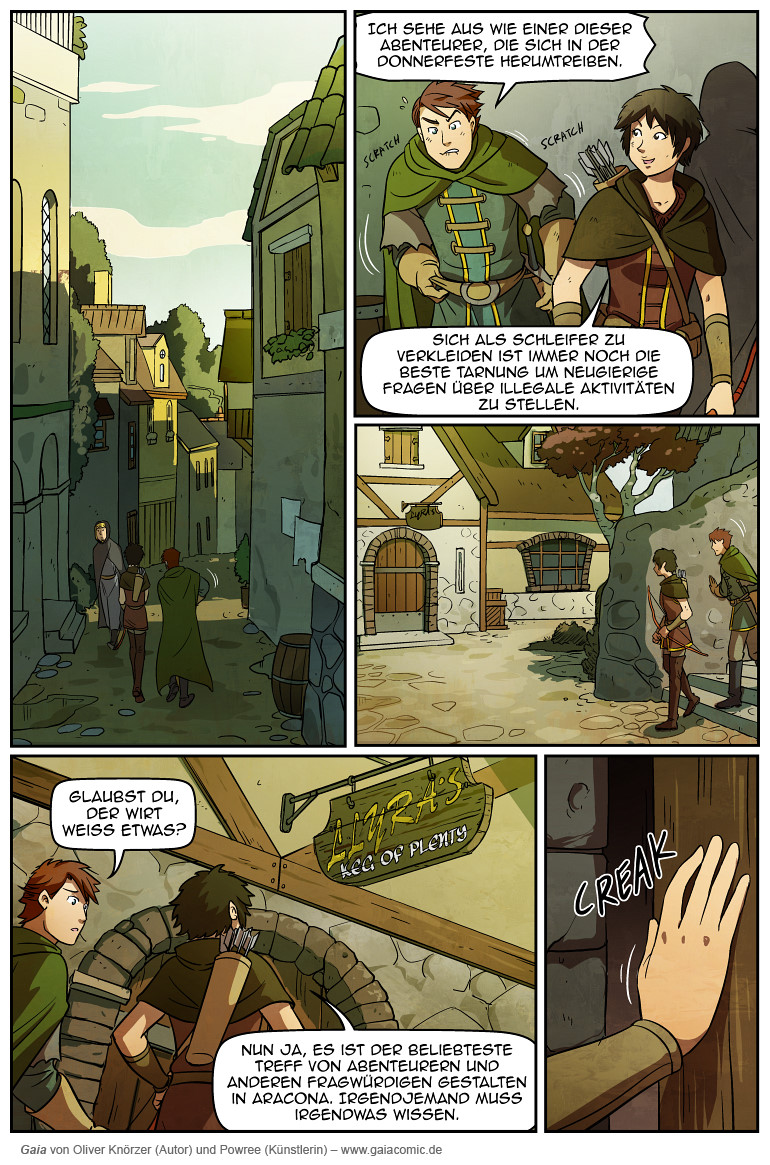 ICH SEHE AUS WIE EINER DIESER
ABENTEURER, DIE SICH IN DER
DONNERFESTE HERUMTREIBEN.
SCRATCH
SCRATCH
SICH ALS SCHLEIFER ZU
VERKLEIDEN IST IMMER NOCH DIE
BESTE TARNUNG UM NEUGIERIGE
FRAGEN ÜBER ILLEGALE AKTIVITÄTEN
ZU STELLEN.
LLYRA'S
GLAUBST DU,
DER WIRT
WEISS ETWAS?
LLYRA'S
KEG OF PLENTY
NUN JA, ES IST DER BELIEBTESTE
TREFF VON ABENTEURERN UND
ANDEREN FRAGWÜRDIGEN GESTALTEN
IN ARACONA. IRGENDJEMAND MUSS
IRGENDWAS WISSEN.
CREAK
Gaia von Oliver Knörzer (Autor) und Powree (Künstlerin) – www.gaiacomic.de